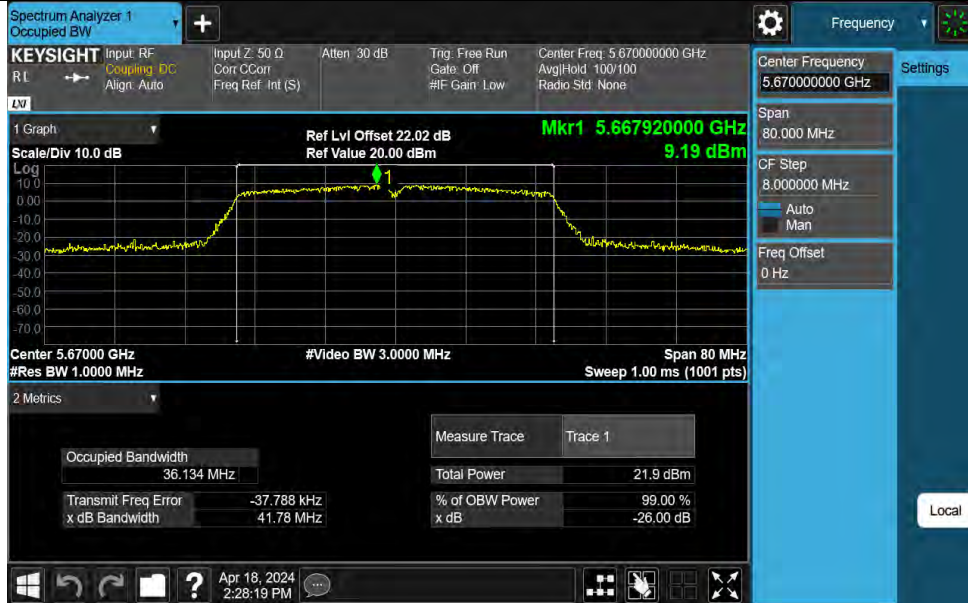 Spectrum Analyzer 1
Occupied BW
+
Frequency
KEYSIGHT
Input: RF
Coupling: DC
Align: Auto
Input Z: 50 Ω
Corr CCorr
Freq Ref: Int (S)
Atten: 30 dB
Trig: Free Run
Gate: Off
#IF Gain: Low
Center Freq: 5.670000000 GHz
Avg|Hold: 100/100
Radio Std: None
LXI
1 Graph
Scale/Div 10.0 dB
Ref Lvl Offset 22.02 dB
Ref Value 20.00 dBm
Mkr1 5.667920000 GHz
9.19 dBm
Log
10.0
0.00
-10.0
-20.0
-30.0
-40.0
-50.0
-60.0
-70.0
1
Center 5.67000 GHz
#Video BW 3.0000 MHz
Span 80 MHz
#Res BW 1.0000 MHz
Sweep 1.00 ms (1001 pts)
2 Metrics
Measure Trace
Trace 1
Occupied Bandwidth
36.134 MHz
Total Power
21.9 dBm
Transmit Freq Error
-37.788 kHz
% of OBW Power
99.00 %
x dB Bandwidth
41.78 MHz
x dB
-26.00 dB
Center Frequency
5.670000000 GHz
Settings
Span
80.000 MHz
CF Step
8.000000 MHz
Auto
Man
Freq Offset
0 Hz
Local
?
Apr 18, 2024
2:28:19 PM